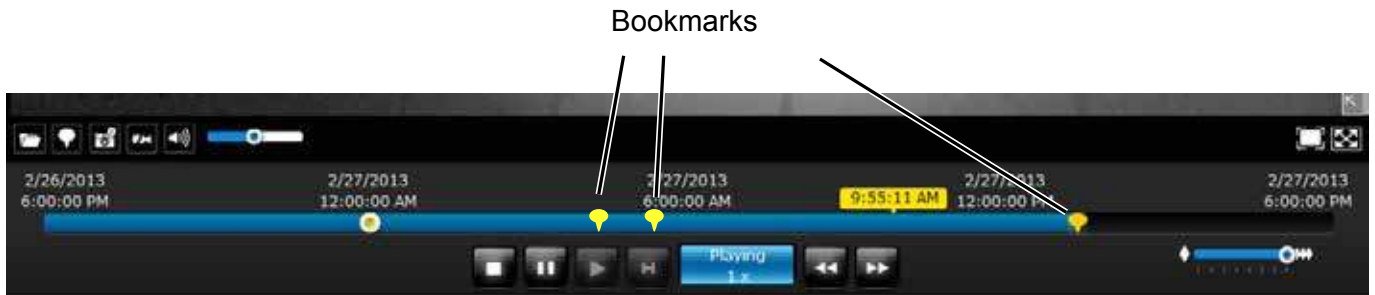 Bookmarks
2/26/2013 2/27/2013 2/27/2013 2/27/2013 2/27/2013
6:00:00 PM 12:00:00 AM 6:00:00 AM 9:55:11 AM 12:00:00 PM 6:00:00 PM
Playing
1 x